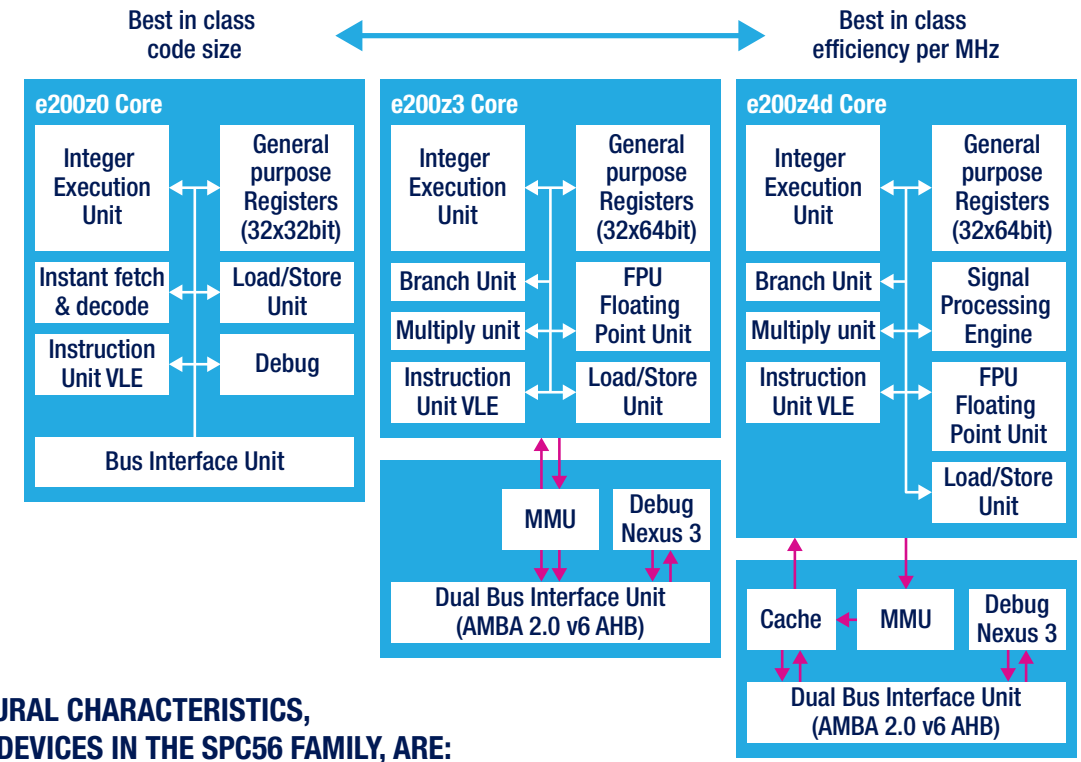 Best in class
code size
Best in class
efficiency per MHz
e200z0 Core
Integer
Execution
Unit
General
purpose
Registers
(32x32bit)
Instant fetch
& decode
Load/Store
Unit
Instruction
Unit VLE
Debug
Bus Interface Unit
e200z3 Core
Integer
Execution
Unit
General
purpose
Registers
(32x64bit)
Branch Unit
FPU
Floating
Point Unit
Multiply unit
Instruction
Unit VLE
Load/Store
Unit
MMU
Debug
Nexus 3
Dual Bus Interface Unit
(AMBA 2.0 v6 AHB)
e200z4d Core
Integer
Execution
Unit
General
purpose
Registers
(32x64bit)
Branch Unit
Signal
Processing
Engine
Multiply unit
Instruction
Unit VLE
FPU
Floating
Point Unit
Load/Store
Unit
Cache
MMU
Debug
Nexus 3
Dual Bus Interface Unit
(AMBA 2.0 v6 AHB)
URAL CHARACTERISTICS,
DEVICES IN THE SPC56 FAMILY, ARE: